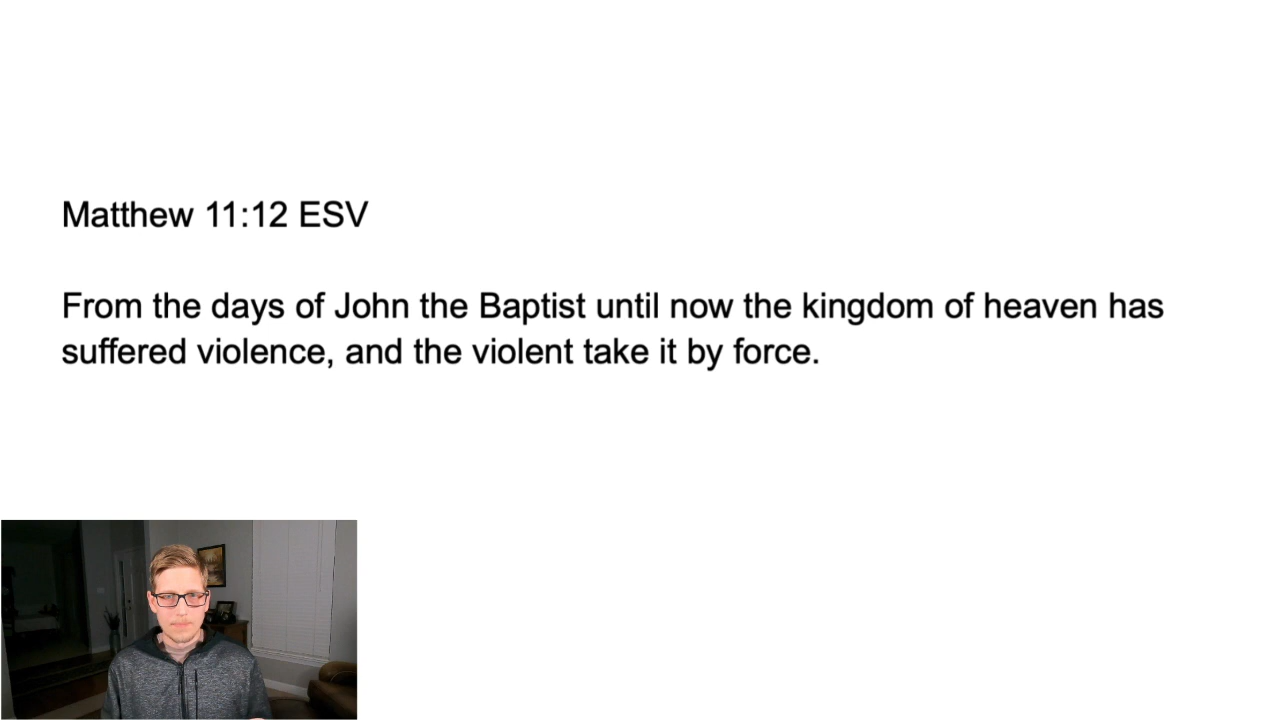 Matthew 11:12 ESV
From the days of John the Baptist until now the kingdom of heaven has
suffered violence, and the violent take it by force.